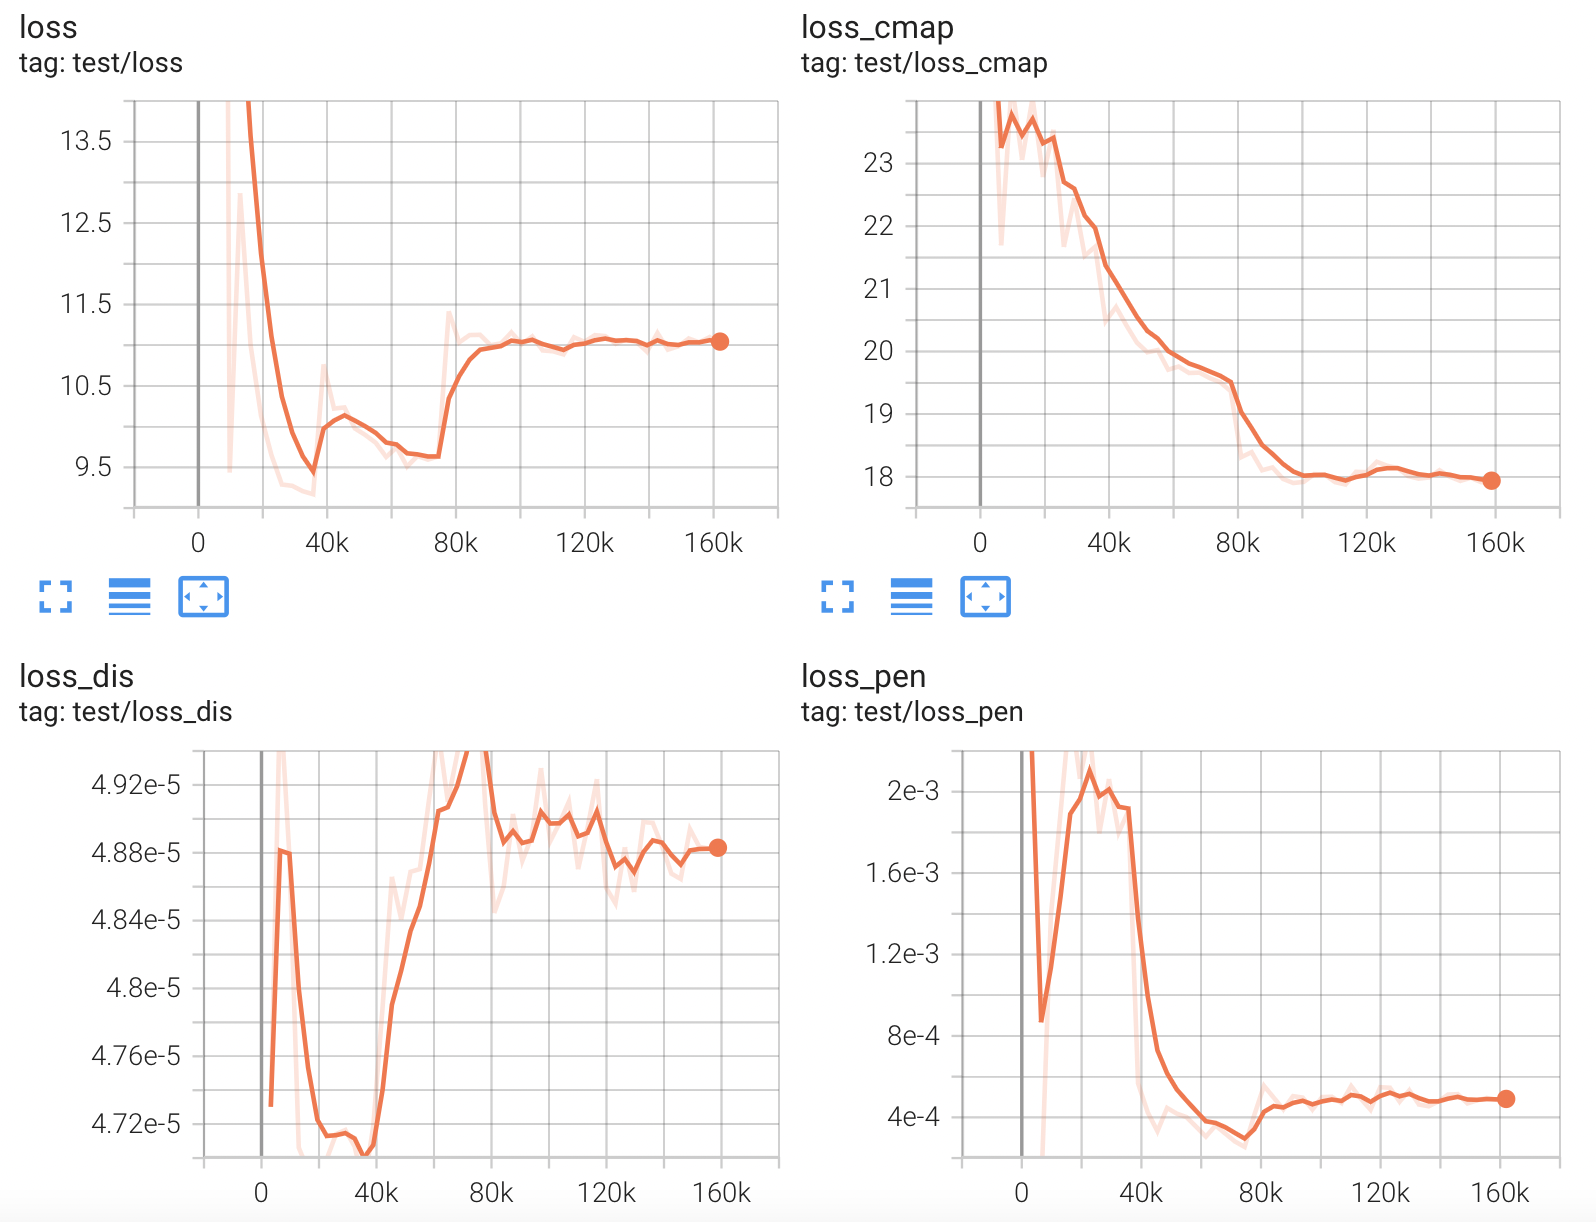 loss
tag: test/loss
13.5
12.5
11.5
10.5
9.5
0 40k 80k 120k 160k
loss_cmap
tag: test/loss_cmap
23
22
21
20
19
18
0 40k 80k 120k 160k
loss_dis
tag: test/loss_dis
4.92e-5
4.88e-5
4.84e-5
4.8e-5
4.76e-5
4.72e-5
0 40k 80k 120k 160k
loss_pen
tag: test/loss_pen
2e-3
1.6e-3
1.2e-3
8e-4
4e-4
0 40k 80k 120k 160k